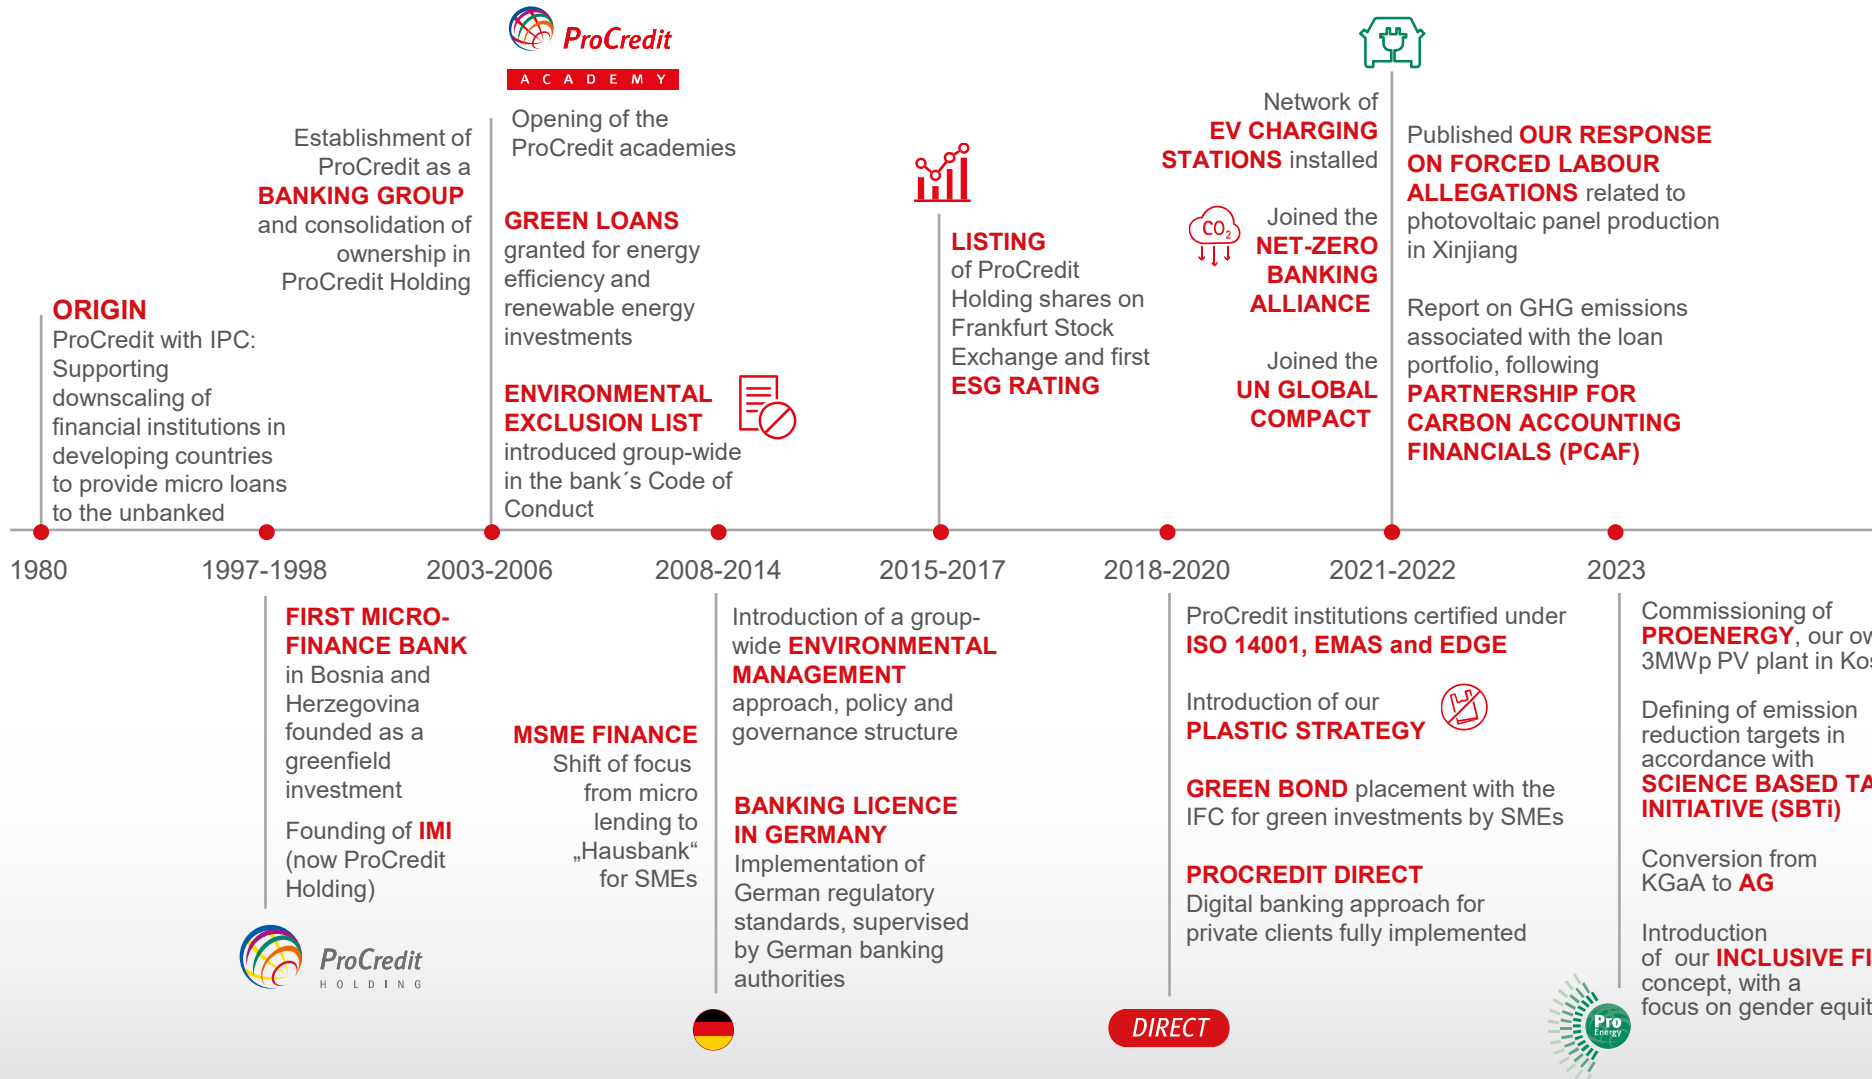 ProCredit
ACADEMY
Establishment of
ProCredit as a
BANKING GROUP
and consolidation of
ownership in
ProCredit Holding
Opening of the
ProCredit academies
GREEN LOANS
granted for energy
efficiency and
renewable energy
investments
ENVIRONMENTAL
EXCLUSION LIST
introduced group-wide
in the bank´s Code of
Conduct
ORIGIN
ProCredit with IPC:
Supporting
downscaling of
financial institutions in
developing countries
to provide micro loans
to the unbanked
LISTING
of ProCredit
Holding shares on
Frankfurt Stock
Exchange and first
ESG RATING
Network of
EV CHARGING
STATIONS installed
CO2
Joined the
NET-ZERO
BANKING
ALLIANCE
Joined the
UN GLOBAL
COMPACT
Published OUR RESPONSE
ON FORCED LABOUR
ALLEGATIONS related to
photovoltaic panel production
in Xinjiang
Report on GHG emissions
associated with the loan
portfolio, following
PARTNERSHIP FOR
CARBON ACCOUNTING
FINANCIALS (PCAF)
1980
1997-1998
2003-2006
2008-2014
2015-2017
2018-2020
2021-2022
2023
FIRST MICRO-
FINANCE BANK
in Bosnia and
Herzegovina
founded as a
greenfield
investment
Founding of IMI
(now ProCredit
Holding)
ProCredit
HOLDING
MSME FINANCE
Shift of focus
from micro
lending to
„Hausbank“
for SMEs
Introduction of a group-
wide ENVIRONMENTAL
MANAGEMENT
approach, policy and
governance structure
BANKING LICENCE
IN GERMANY
Implementation of
German regulatory
standards, supervised
by German banking
authorities
ProCredit institutions certified under
ISO 14001, EMAS and EDGE
Introduction of our
PLASTIC STRATEGY
GREEN BOND placement with the
IFC for green investments by SMEs
PROCREDIT DIRECT
Digital banking approach for
private clients fully implemented
DIRECT
Commissioning of
PROENERGY, our ow
3MWp PV plant in Kos
Defining of emission
reduction targets in
accordance with
SCIENCE BASED TA
INITIATIVE (SBTi)
Conversion from
KGaA to AG
Introduction
of our INCLUSIVE FI
concept, with a
focus on gender equit
Pro
Energy